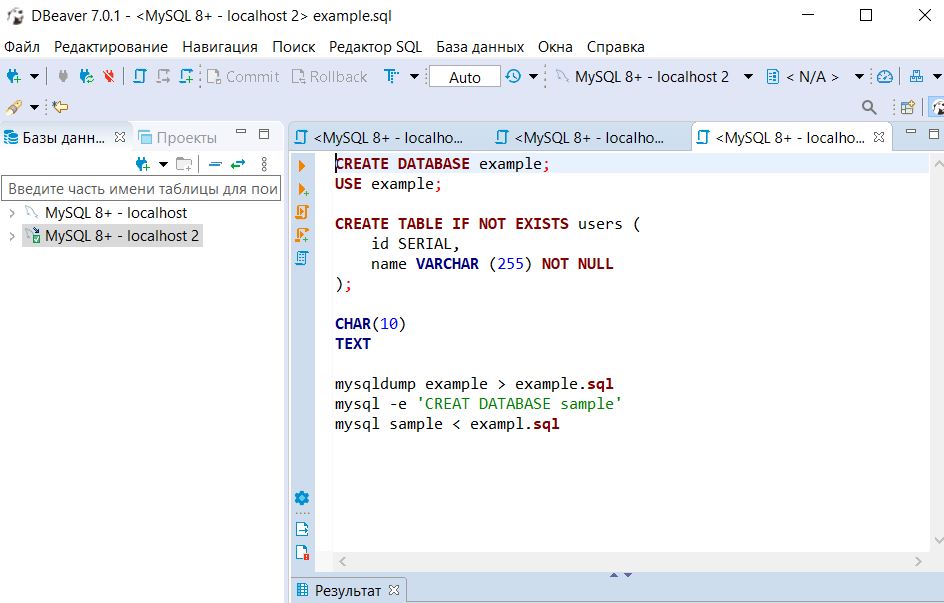 DBeaver 7.0.1 - <MySQL 8+ - localhost 2> example.sql
Файл Редактирование Навигация Поиск Редактор SQL База данных Окна Справка
Commit Rollback Auto MySQL 8+ - localhost 2 < N/A >
Базы данн... Проекты
<MySQL 8+ - localho... <MySQL 8+ - localho... <MySQL 8+ - localho...
Введите часть имени таблицы для пои
MySQL 8+ - localhost
MySQL 8+ - localhost 2
CREATE DATABASE example;
USE example;
CREATE TABLE IF NOT EXISTS users (
id SERIAL,
name VARCHAR (255) NOT NULL
);
CHAR(10)
TEXT
mysqldump example > example.sql
mysql -e 'CREAT DATABASE sample'
mysql sample < exampl.sql
Результат